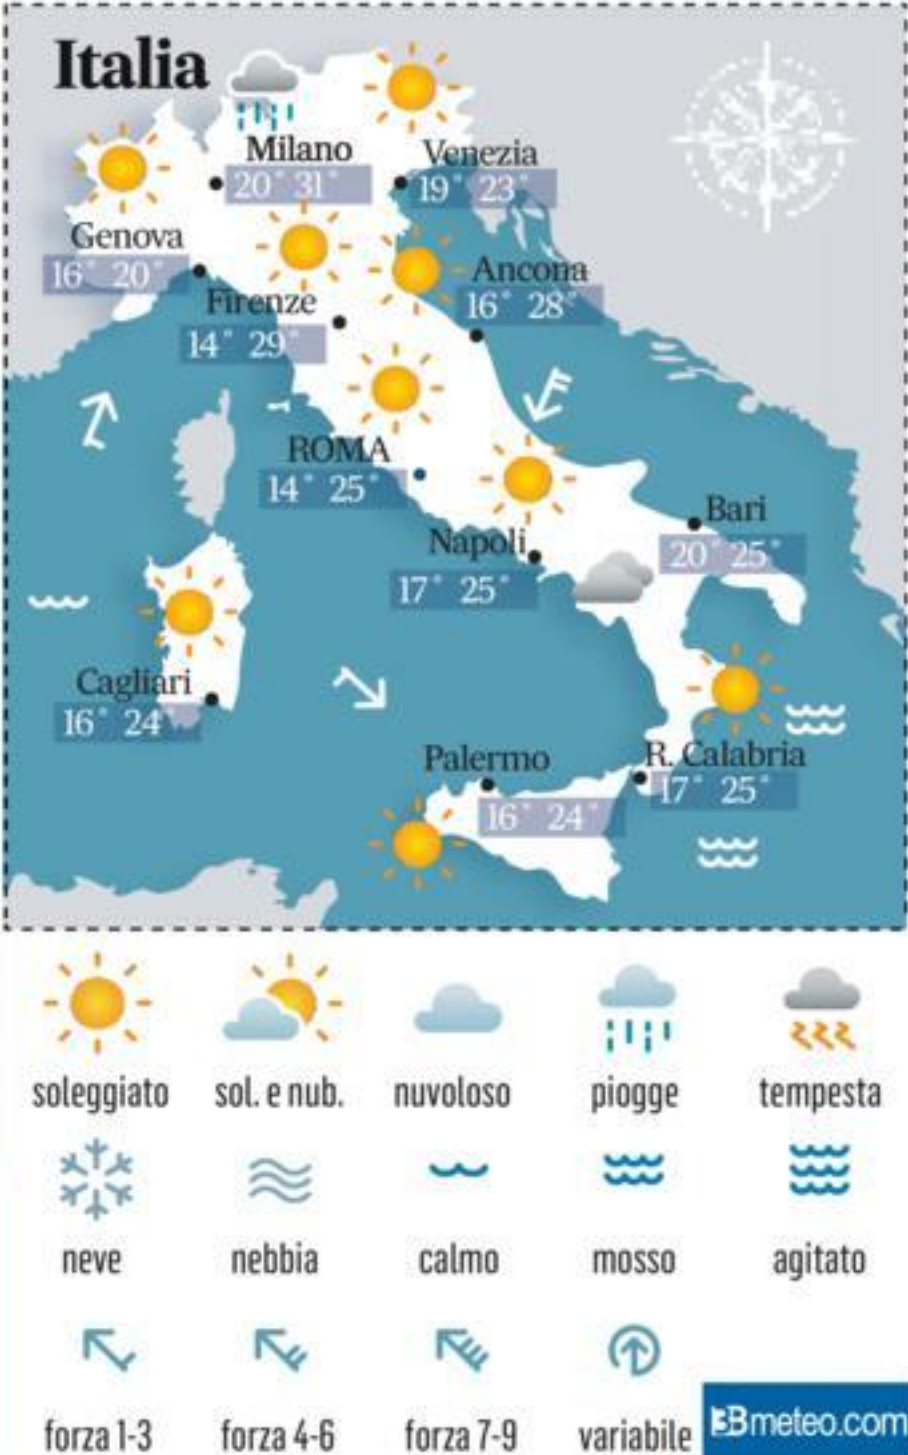 Italia
Milano
20° 31°
Venezia
19° 23°
Genova
16° 20°
Ancona
16° 28°
Firenze
14° 29°
ROMA
14° 25°
Bari
20° 25°
Napoli
17° 25°
Cagliari
16° 24°
Palermo
16° 24°
R. Calabria
17° 25°
soleggiato
sol. e nub.
nuvoloso
piogge
tempesta
neve
nebbia
calmo
mosso
agitato
forza 1-3
forza 4-6
forza 7-9
variabile
3Bmeteo.com